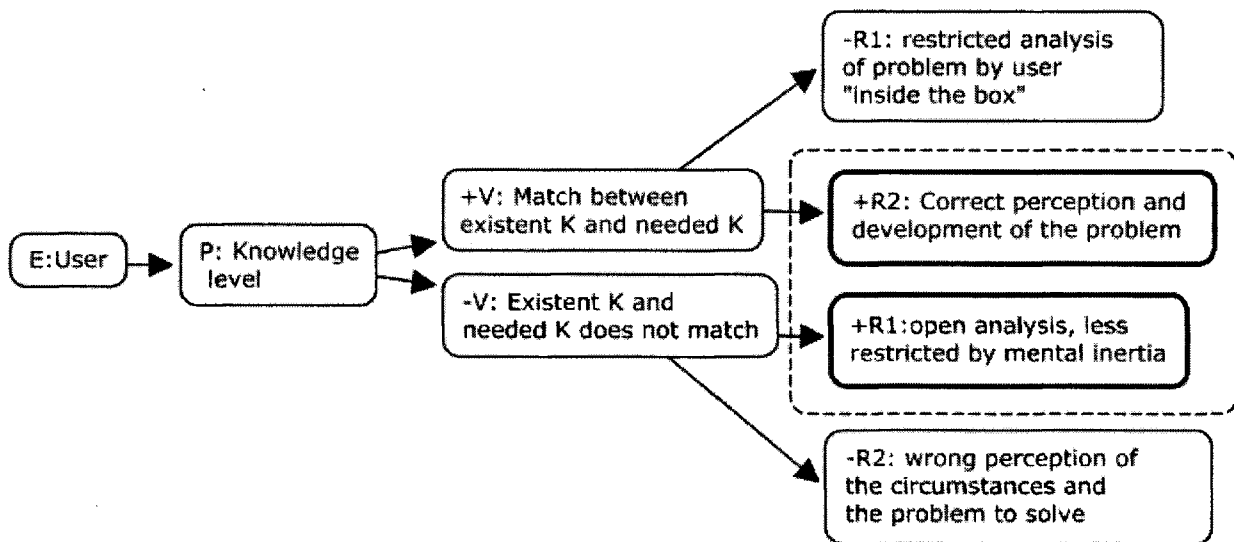 -R1: restricted analysis
of problem by user
"inside the box"
+V: Match between
existent K and needed K
+R2: Correct perception and
development of the problem
E:User
P: Knowledge
level
-V: Existent K and
needed K does not match
+R1:open analysis, less
restricted by mental inertia
-R2: wrong perception of
the circumstances and
the problem to solve